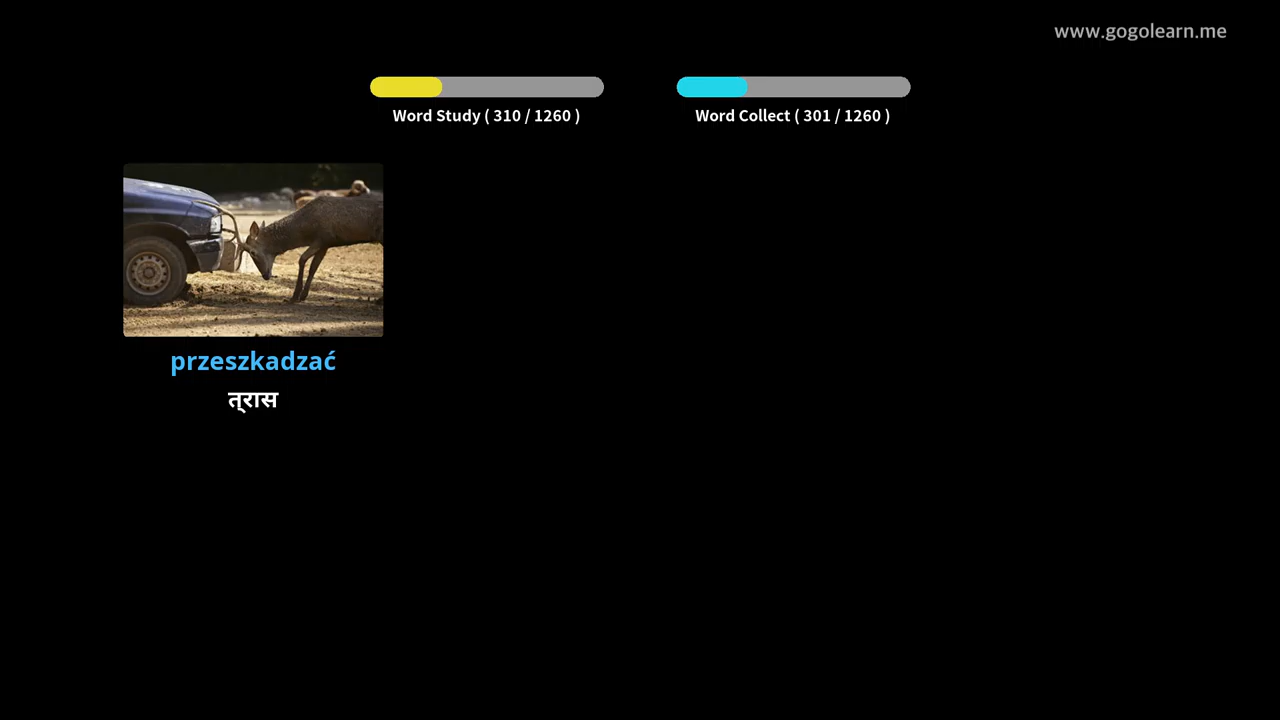 www.gogolearn.me
Word Study ( 310 / 1260 )
Word Collect ( 301 / 1260 )
przeszkadzać
त्रास